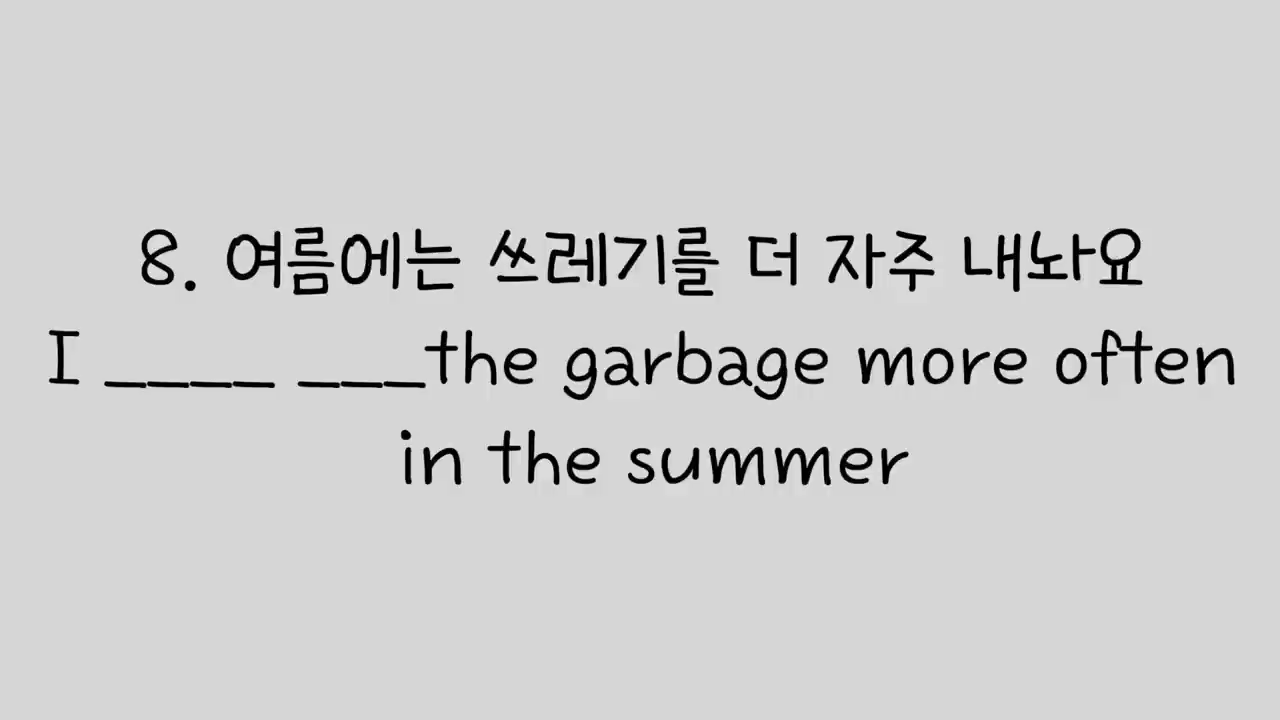 8. 여름에는 쓰레기를 더 자주 내놔요
I ____ ___the garbage more often
in the summer